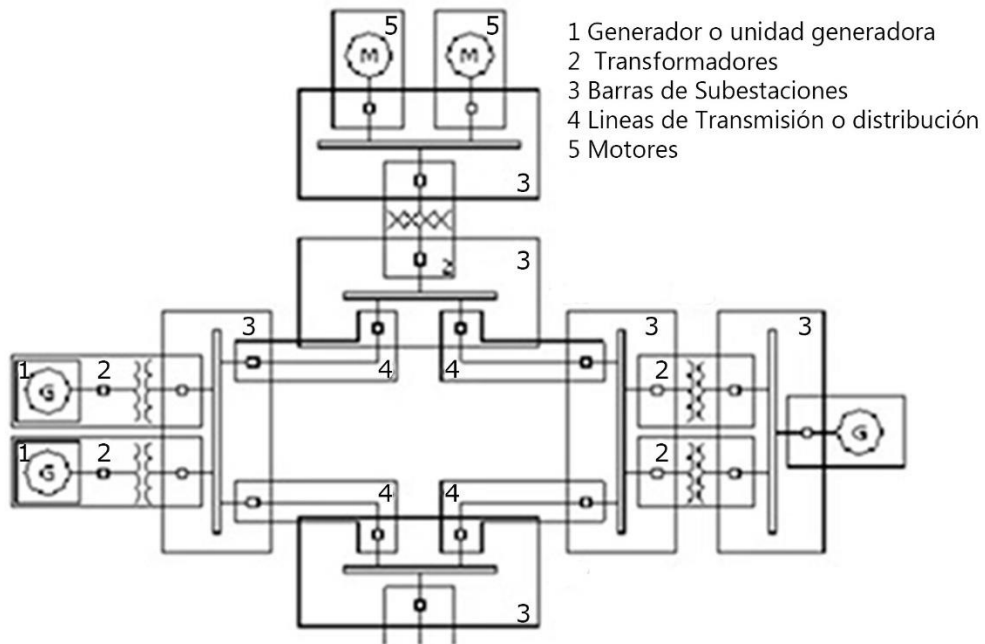 5
5
M
M
1 Generador o unidad generadora
2 Transformadores
3 Barras de Subestaciones
4 Lineas de Transmisión o distribución
5 Motores
3
2
3
3
3
3
1
2
G
4
4
2
G
1
2
G
4
4
2
3